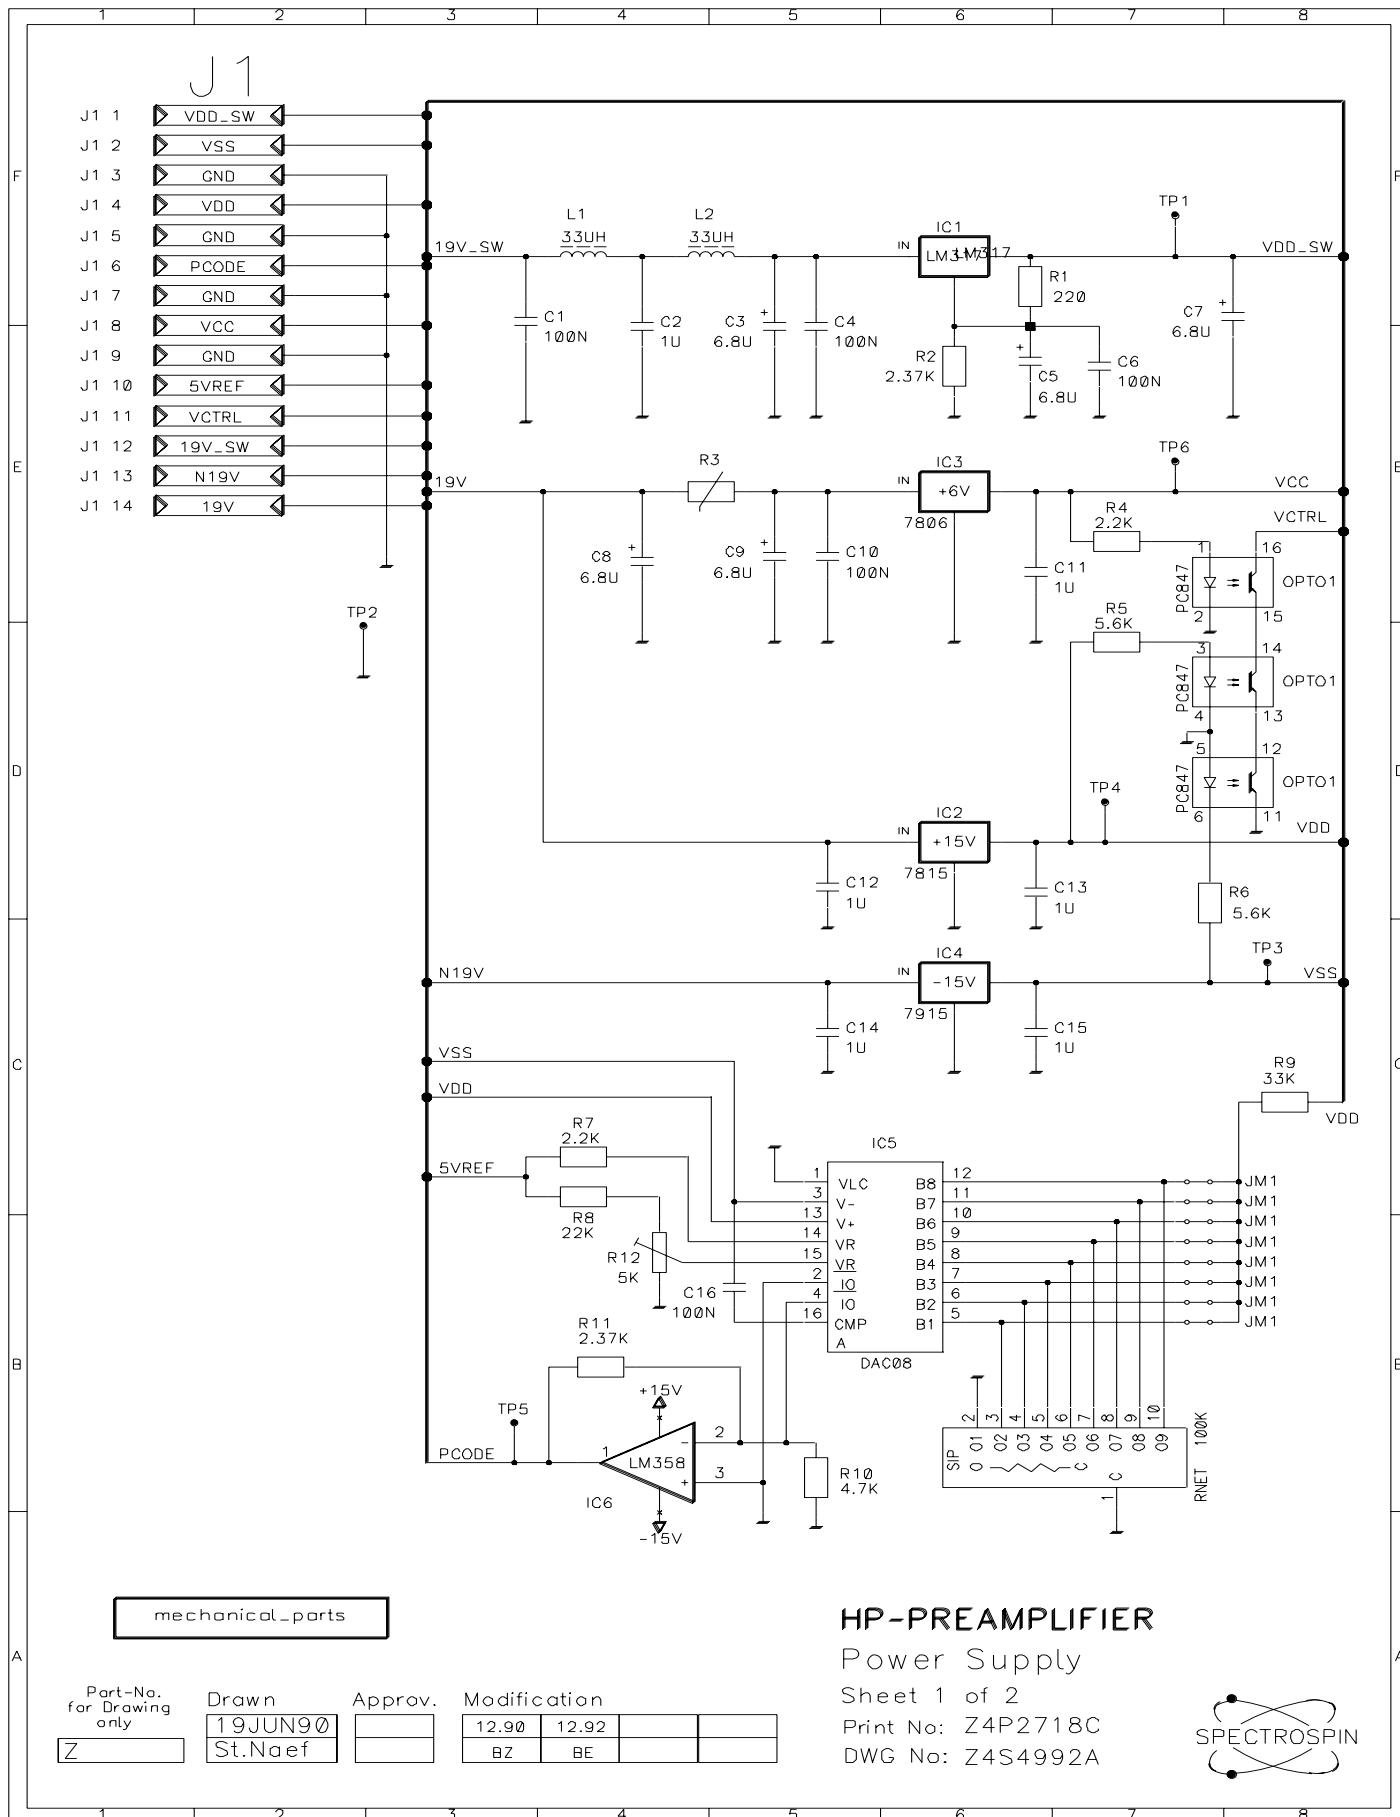 1 2 3 4 5 6 7 8
J1
J1 1 VDD_SW
J1 2 VSS
J1 3 GND
J1 4 VDD
J1 5 GND
J1 6 PCODE
J1 7 GND
J1 8 VCC
J1 9 GND
J1 10 5VREF
J1 11 VCTRL
J1 12 19V_SW
J1 13 N19V
J1 14 19V
F
F
E
E
D
D
C
C
B
B
A
A
TP2
19V_SW
L1
33UH
L2
33UH
IN
IC1
LM317
LM317
TP1
VDD_SW
R1
220
C1
100N
C2
1U
C3
+
6.8U
C4
100N
R2
2.37K
+
C5
6.8U
C6
100N
C7
+
6.8U
19V
R3
IN
IC3
+6V
7806
TP6
VCC
R4
2.2K
VCTRL
C8
+
6.8U
C9
+
6.8U
C10
100N
C11
1U
1 16
PC847
OPTO1
2 15
R5
5.6K
3 14
PC847
OPTO1
4 13
5 12
PC847
OPTO1
6 11
TP4
IN
IC2
+15V
7815
VDD
C12
1U
C13
1U
R6
5.6K
N19V
IN
IC4
-15V
7915
TP3
VSS
C14
1U
C15
1U
VSS
VDD
R9
33K
VDD
5VREF
R7
2.2K
R8
22K
R12
5K
C16
100N
IC5
1 VLC B8 12 JM1
3 V- B7 11 JM1
13 V+ B6 10 JM1
14 VR B5 9 JM1
15 VR B4 8 JM1
2 IO B3 7 JM1
4 IO B2 6 JM1
16 CMP B1 5 JM1
A
DAC08
R11
2.37K
TP5
PCODE
+15V
1
LM358
- 2
+ 3
IC6
-15V
R10
4.7K
2 3 4 5 6 7 8 9 10
SIP
O1 O2 O3 O4 O5 O6 O7 O8 O9
O C
C
1
RNET 100K
mechanical_parts
HP-PREAMPLIFIER
Power Supply
Sheet 1 of 2
Print No: Z4P2718C
DWG No: Z4S4992A
SPECTROSPIN
Part-No.
for Drawing
only
Z
Drawn
19JUN90
St.Naef
Approv.
Modification
12.90 12.92
BZ BE
1 2 3 4 5 6 7 8